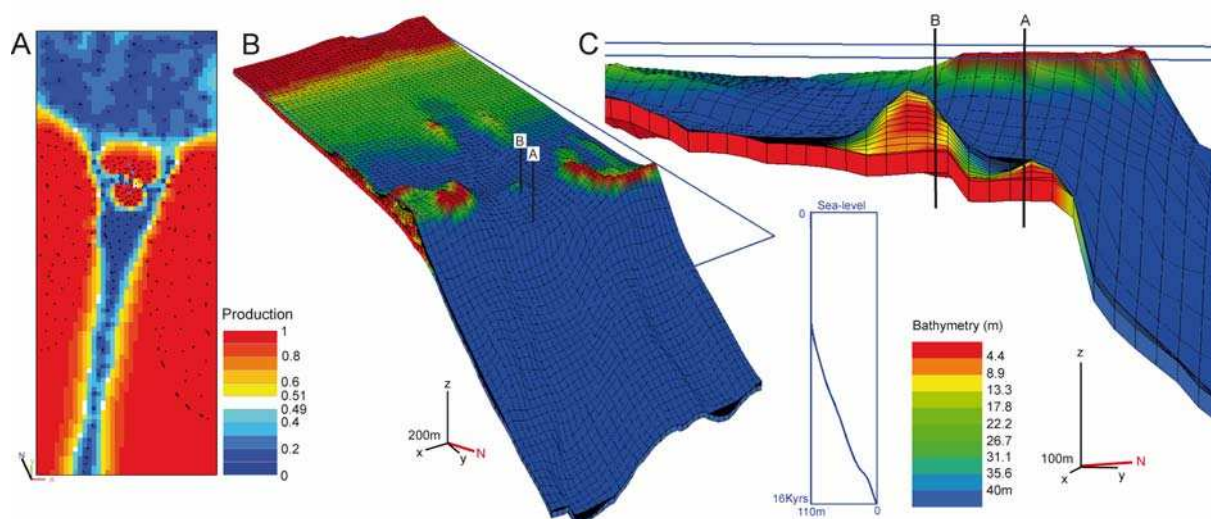 A
B
C
B
A
B
A
Production
1
0.8
0.6
0.51
0.49
0.4
0.2
0
N
z
200m
x
y
N
Sea-level
0
16Kyrs
110m
0
Bathymetry (m)
4.4
8.9
13.3
17.8
22.2
26.7
31.1
35.6
40m
z
100m
x
y
N